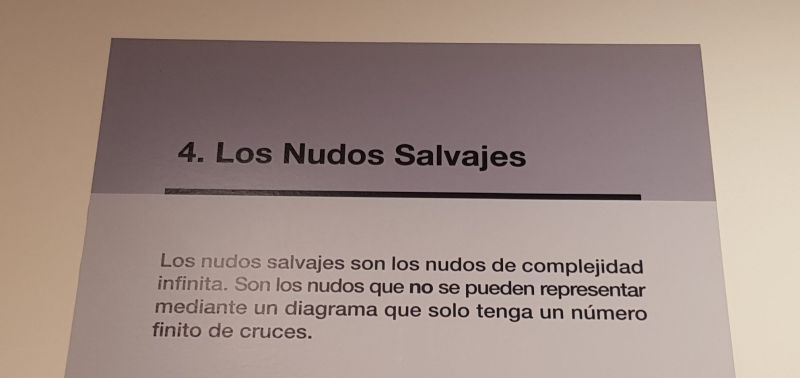 4. Los Nudos Salvajes
Los nudos salvajes son los nudos de complejidad
infinita. Son los nudos que no se pueden representar
mediante un diagrama que solo tenga un número
finito de cruces.